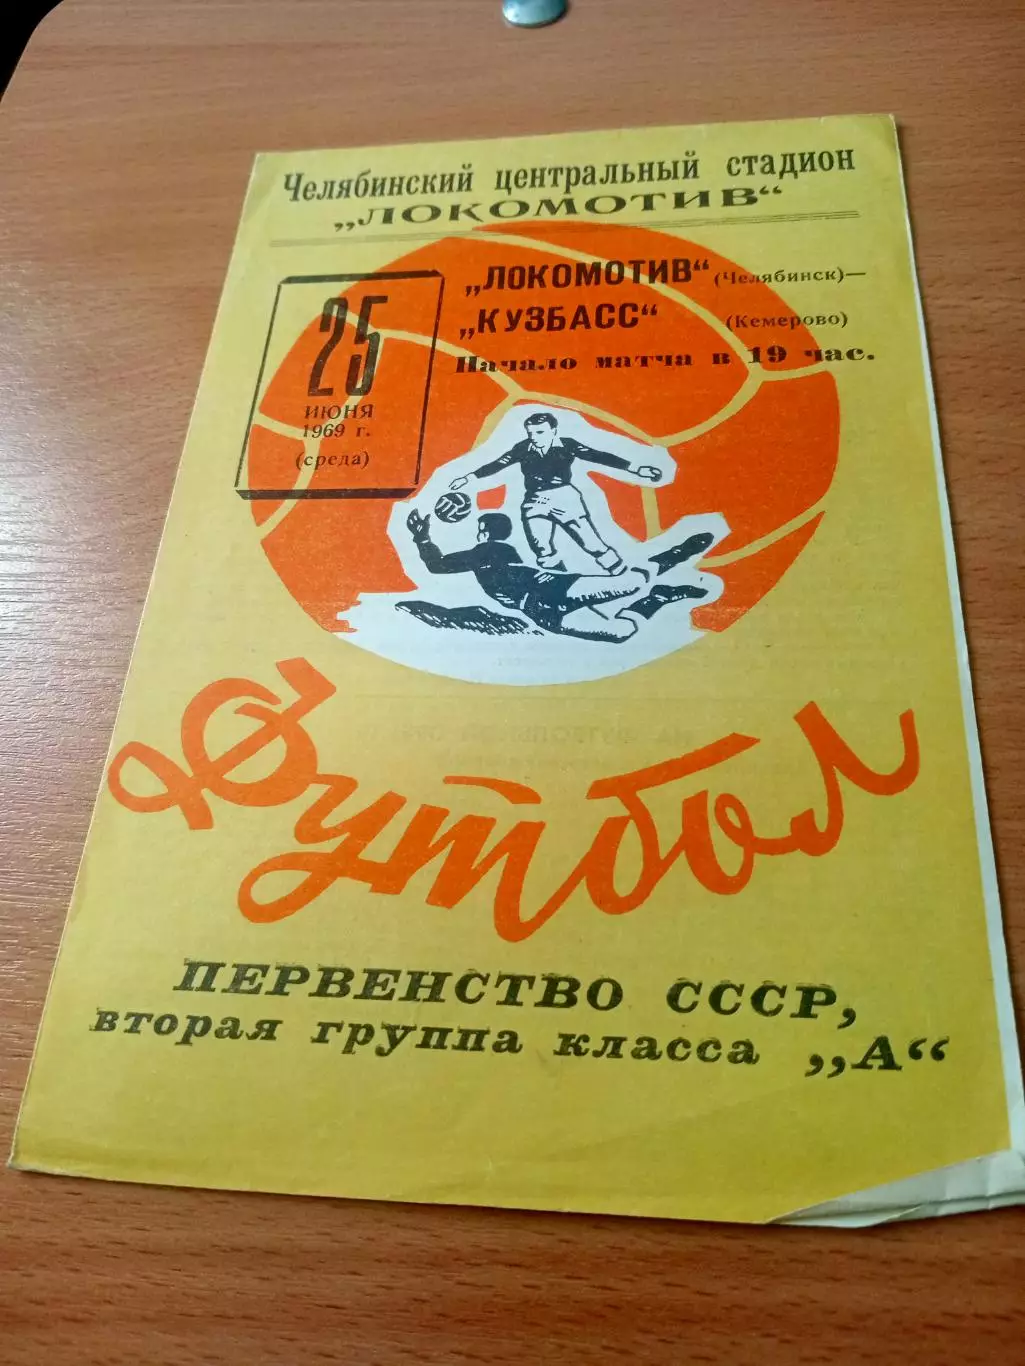 Челябинский центральный стадион
„ЛОКОМОТИВ“
25
ИЮНЯ
1969 г.
(среда)
„ЛОКОМОТИВ“ (Челябинск)—
„КУЗБАСС“ (Кемерово)
Начало матча в 19 час.
Футбол
ПЕРВЕНСТВО СССР,
вторая группа класса „А“